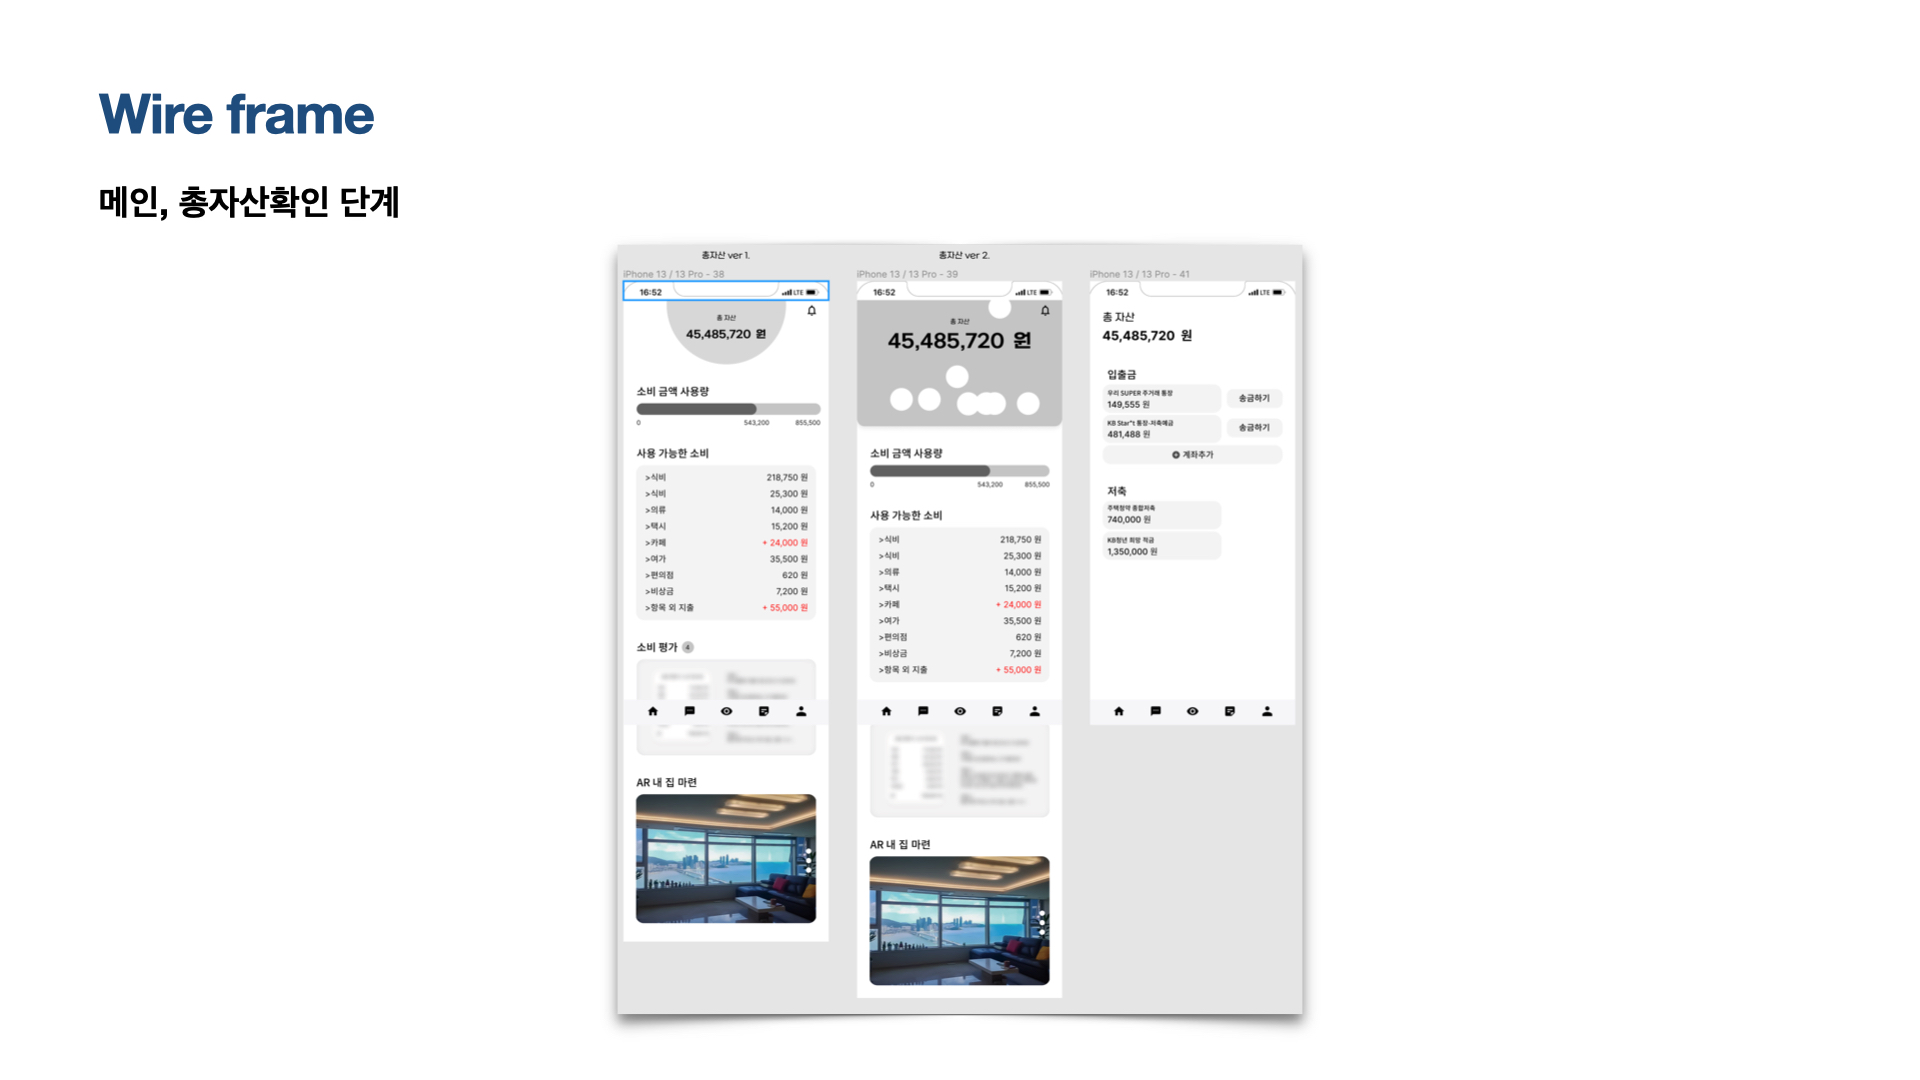 Wire frame
메인, 총자산확인 단계
총자산 ver 1.
iPhone 13 / 13 Pro - 38
16:52
LTE
총 자산
45,485,720 원
소비 금액 사용량
0 543,200 855,500
사용 가능한 소비
>식비 218,750 원
>식비 25,300 원
>의류 14,000 원
>택시 15,200 원
>카페 + 24,000 원
>여가 35,500 원
>편의점 620 원
>비상금 7,200 원
>항목 외 지출 + 55,000 원
소비 평가 4
AR 내 집 마련
총자산 ver 2.
iPhone 13 / 13 Pro - 39
16:52
LTE
총 자산
45,485,720 원
소비 금액 사용량
0 543,200 855,500
사용 가능한 소비
>식비 218,750 원
>식비 25,300 원
>의류 14,000 원
>택시 15,200 원
>카페 + 24,000 원
>여가 35,500 원
>편의점 620 원
>비상금 7,200 원
>항목 외 지출 + 55,000 원
AR 내 집 마련
iPhone 13 / 13 Pro - 41
16:52
LTE
총 자산
45,485,720 원
입출금
우리 SUPER 주거래 통장
149,555 원
송금하기
KB Star*t 통장-저축예금
481,488 원
송금하기
계좌추가
저축
주택청약 종합저축
740,000 원
KB청년 희망 적금
1,350,000 원